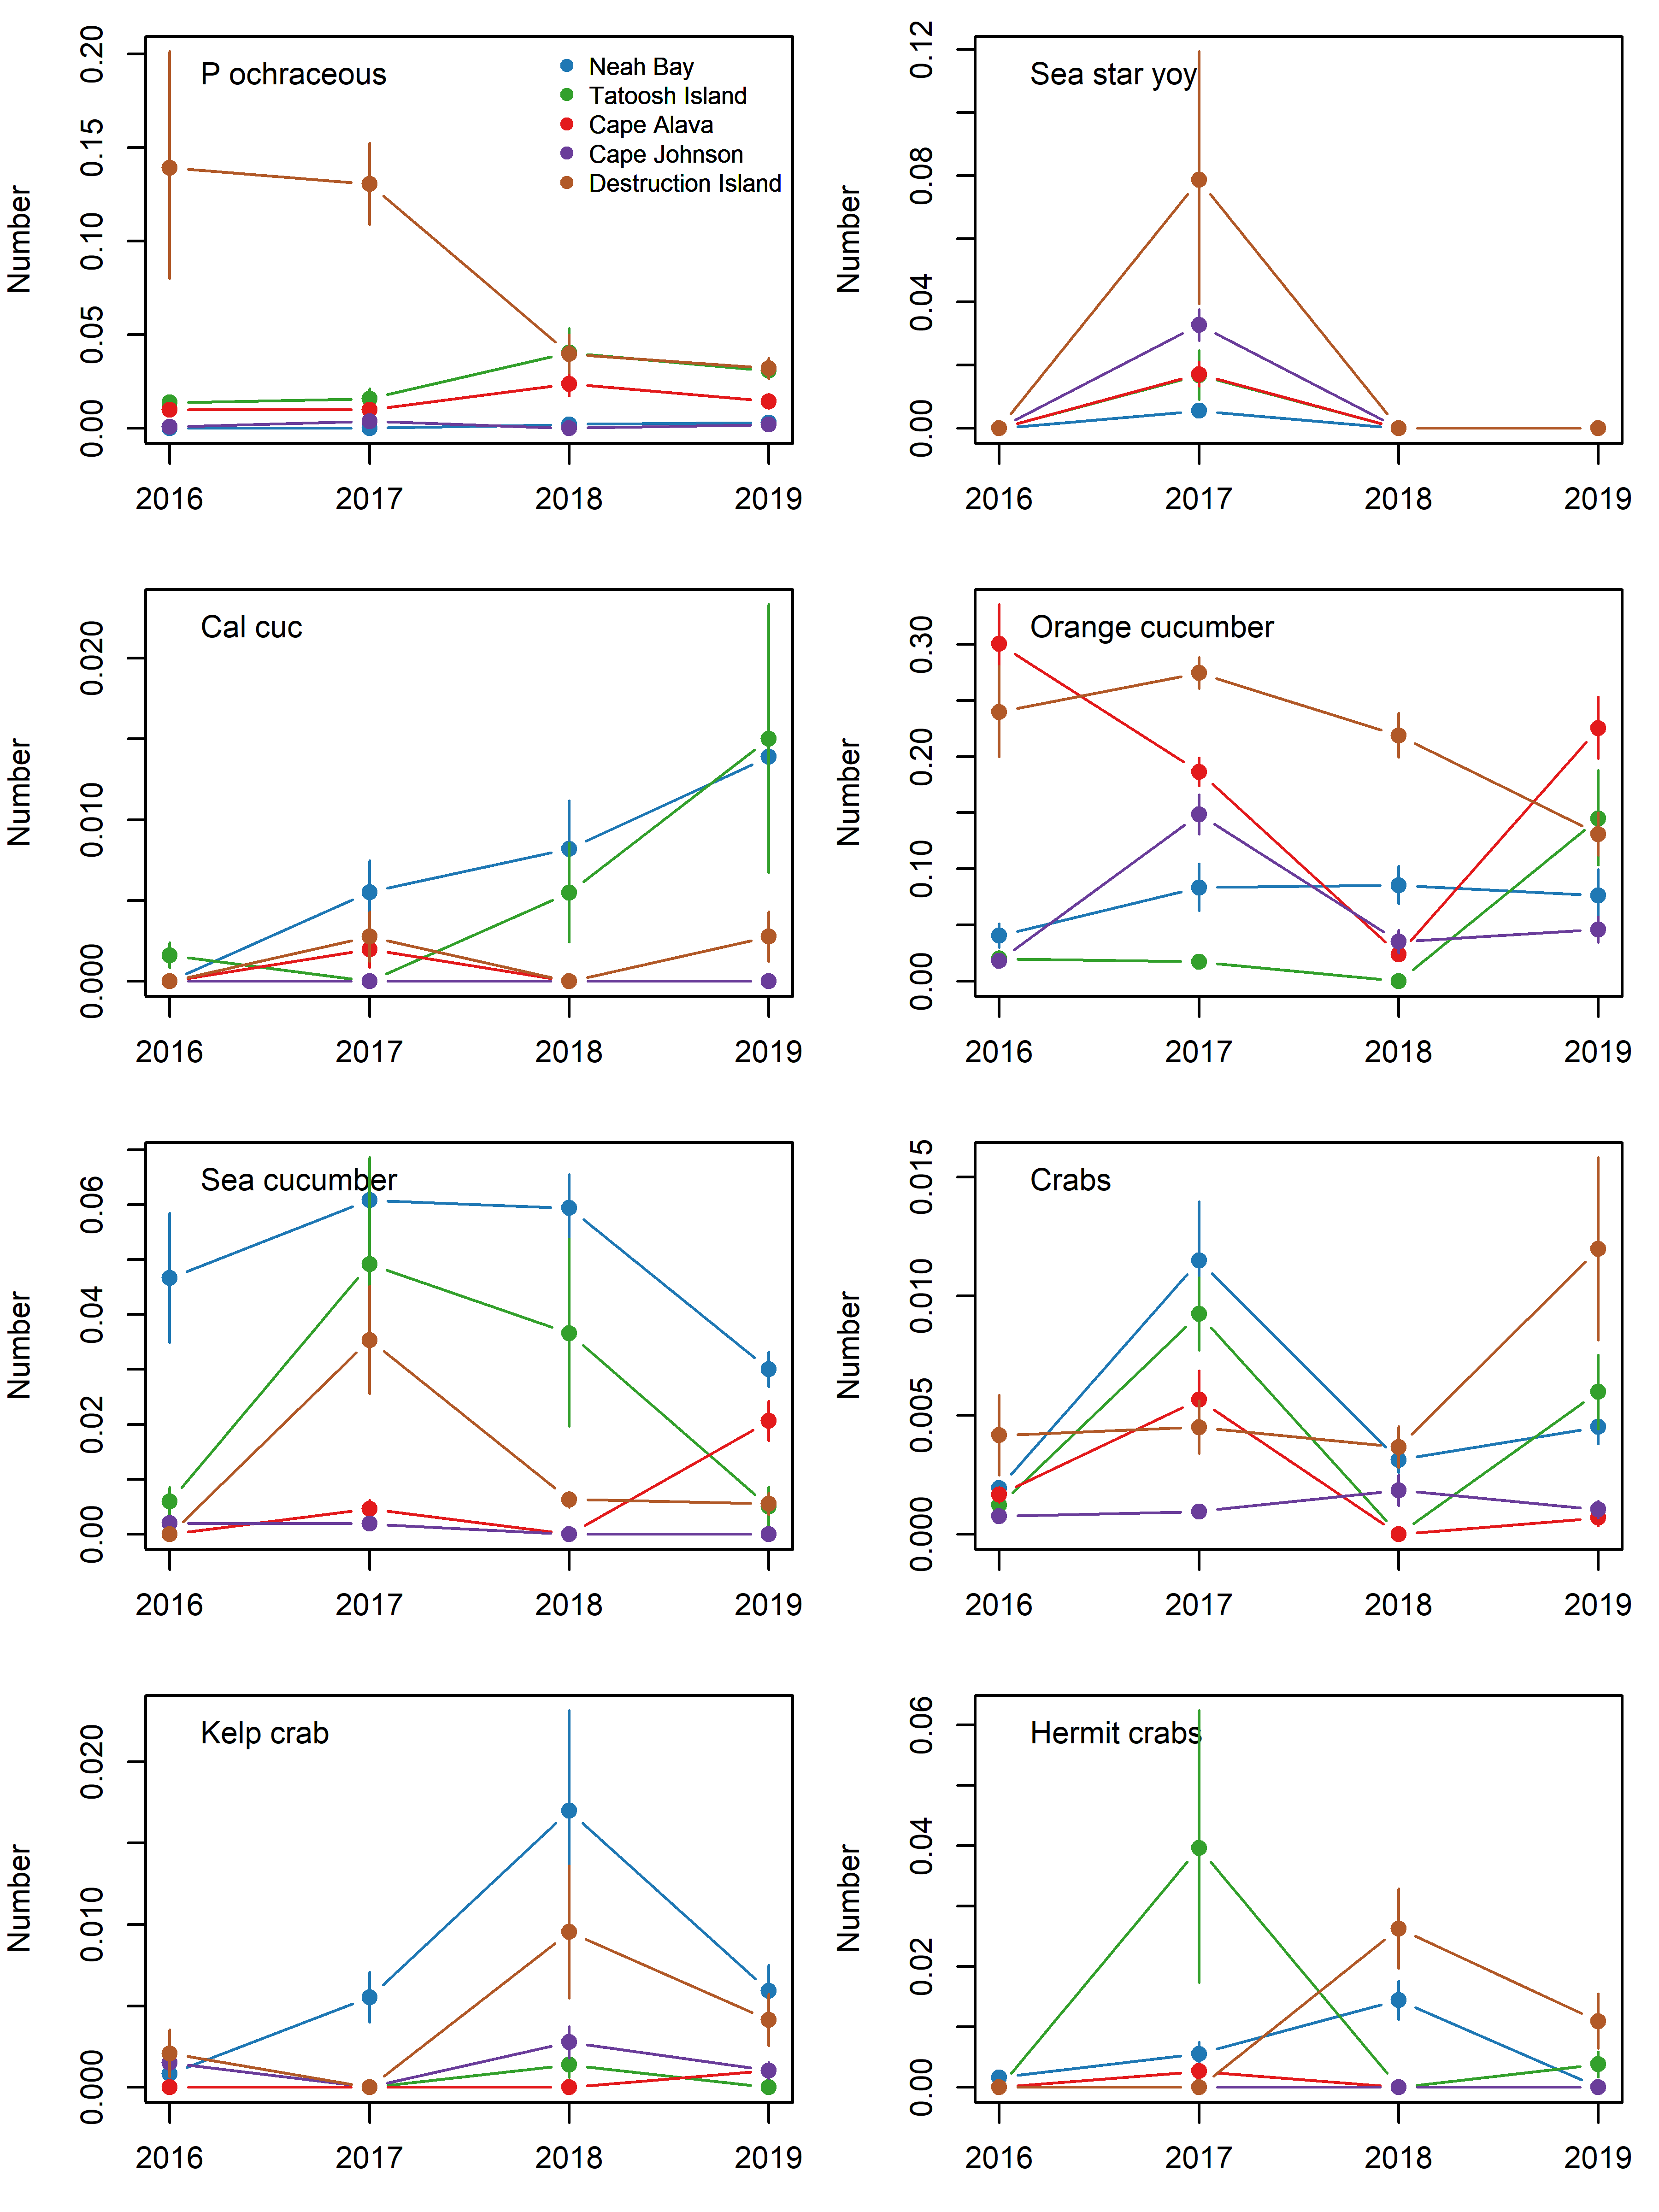 P ochraceous
Neah Bay
Tatoosh Island
Cape Alava
Cape Johnson
Destruction Island
Number
0.00 0.05 0.10 0.15 0.20
2016 2017 2018 2019
Sea star yoy
Number
0.00 0.04 0.08 0.12
2016 2017 2018 2019
Cal cuc
Number
0.000 0.010 0.020
2016 2017 2018 2019
Orange cucumber
Number
0.00 0.10 0.20 0.30
2016 2017 2018 2019
Sea cucumber
Number
0.00 0.02 0.04 0.06
2016 2017 2018 2019
Crabs
Number
0.000 0.005 0.010 0.015
2016 2017 2018 2019
Kelp crab
Number
0.000 0.010 0.020
2016 2017 2018 2019
Hermit crabs
Number
0.00 0.02 0.04 0.06
2016 2017 2018 2019